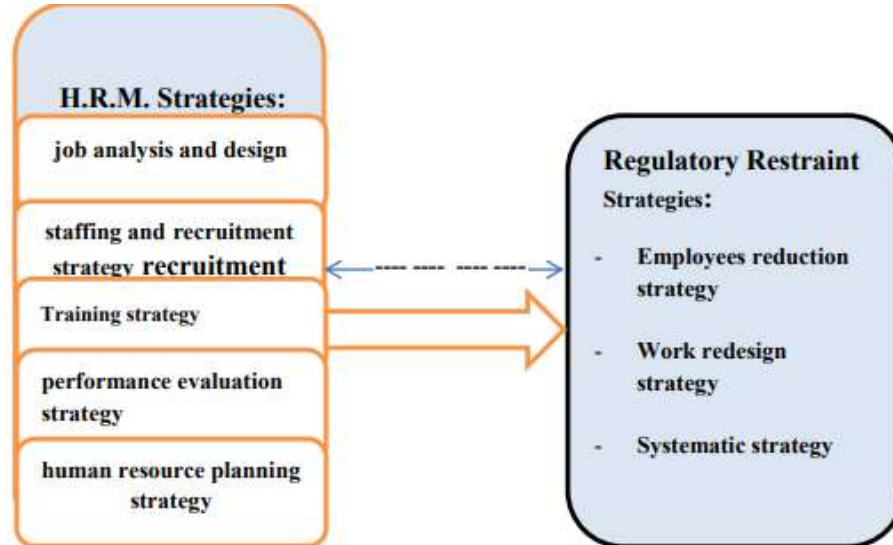 H.R.M. Strategies:
job analysis and design
staffing and recruitment
strategy recruitment
Training strategy
performance evaluation
strategy
human resource planning
strategy
Regulatory Restraint
Strategies:
- Employees reduction
strategy
- Work redesign
strategy
- Systematic strategy